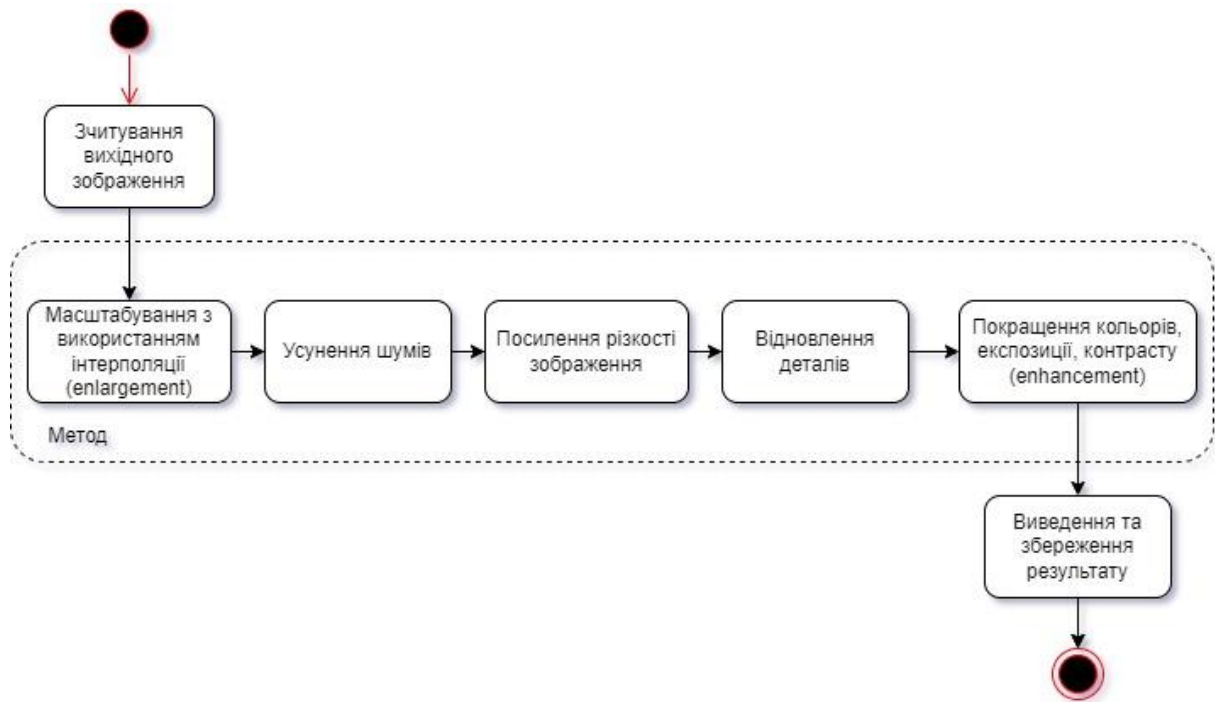 Зчитування
вихідного
зображення
Масштабування з
використанням
інтерполяції
(enlargement)
Усунення шумів
Посилення різкості
зображення
Відновлення
деталів
Покращення кольорів,
експозиції, контрасту
(enhancement)
Метод
Виведення та
збереження
результату